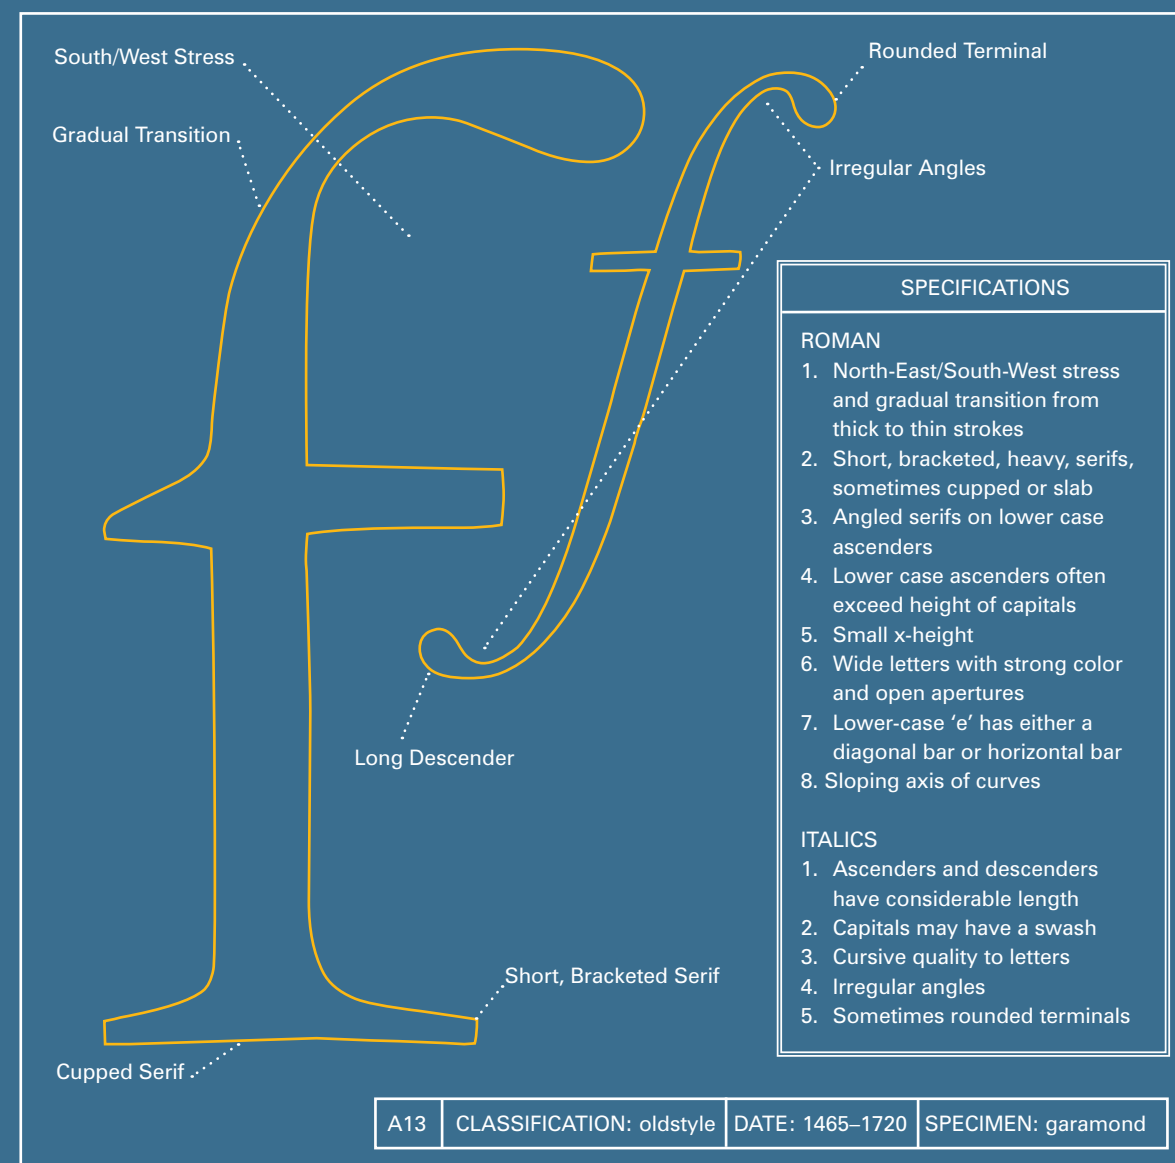 South/West Stress
Rounded Terminal
Gradual Transition
Irregular Angles
SPECIFICATIONS
ROMAN
1. North-East/South-West stress
and gradual transition from
thick to thin strokes
2. Short, bracketed, heavy, serifs,
sometimes cupped or slab
3. Angled serifs on lower case
ascenders
4. Lower case ascenders often
exceed height of capitals
5. Small x-height
6. Wide letters with strong color
and open apertures
7. Lower-case ‘e’ has either a
diagonal bar or horizontal bar
8. Sloping axis of curves
ITALICS
1. Ascenders and descenders
have considerable length
2. Capitals may have a swash
3. Cursive quality to letters
4. Irregular angles
5. Sometimes rounded terminals
f f
Long Descender
Short, Bracketed Serif
Cupped Serif
A13 CLASSIFICATION: oldstyle DATE: 1465–1720 SPECIMEN: garamond